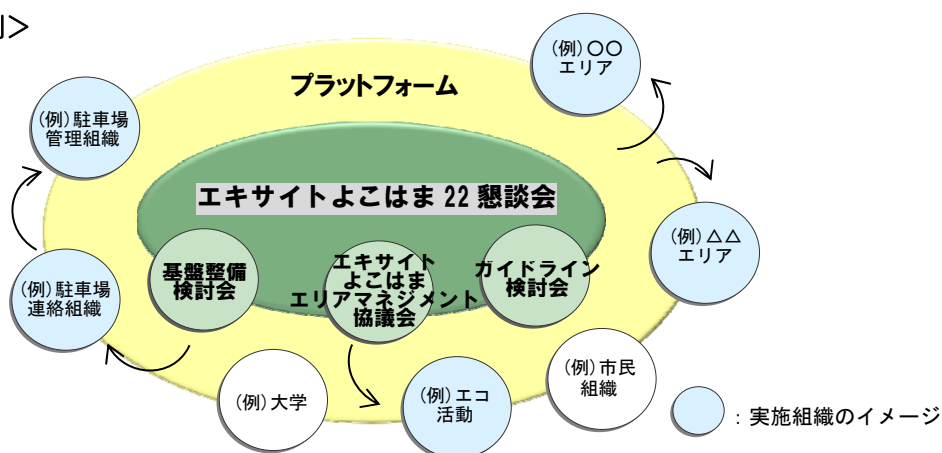 >
(例)○○
エリア
プラットフォーム
(例)駐車場
管理組織
エキサイトよこはま 22 懇談会
(例)△△
エリア
基盤整備
検討会
エキサイト
よこはま
エリアマネジメント
協議会
ガイドライン
検討会
(例)駐車場
連絡組織
(例)大学
(例)エコ
活動
(例)市民
組織
:実施組織のイメージ